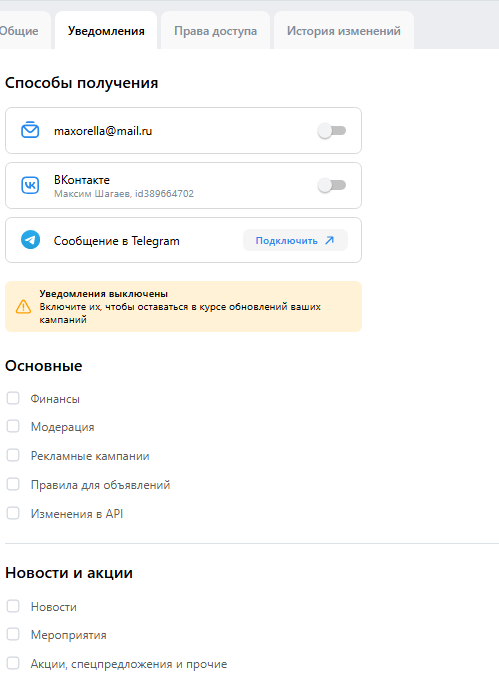 Общие
Уведомления
Права доступа
История изменений
Способы получения
maxorella@mail.ru
ВКонтакте
Максим Шагаев, id389664702
Сообщение в Telegram
Подключить
Уведомления выключены
Включите их, чтобы оставаться в курсе обновлений ваших
кампаний
Основные
Финансы
Модерация
Рекламные кампании
Правила для объявлений
Изменения в API
Новости и акции
Новости
Мероприятия
Акции, спецпредложения и прочие